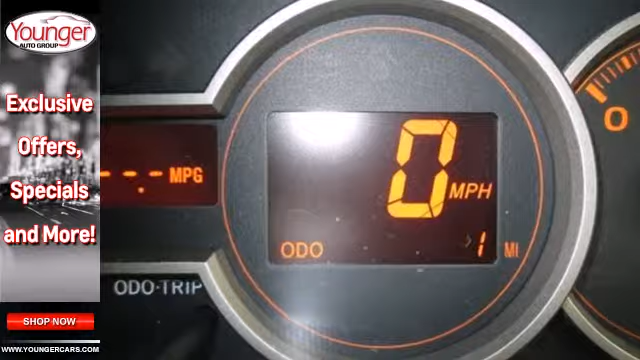 Younger
AUTO GROUP
Exclusive
Offers,
Specials
and More!
SHOP NOW
WWW.YOUNGERCARS.COM
--.- MPG
0 MPH
ODO 1 MI
ODO·TRIP
0